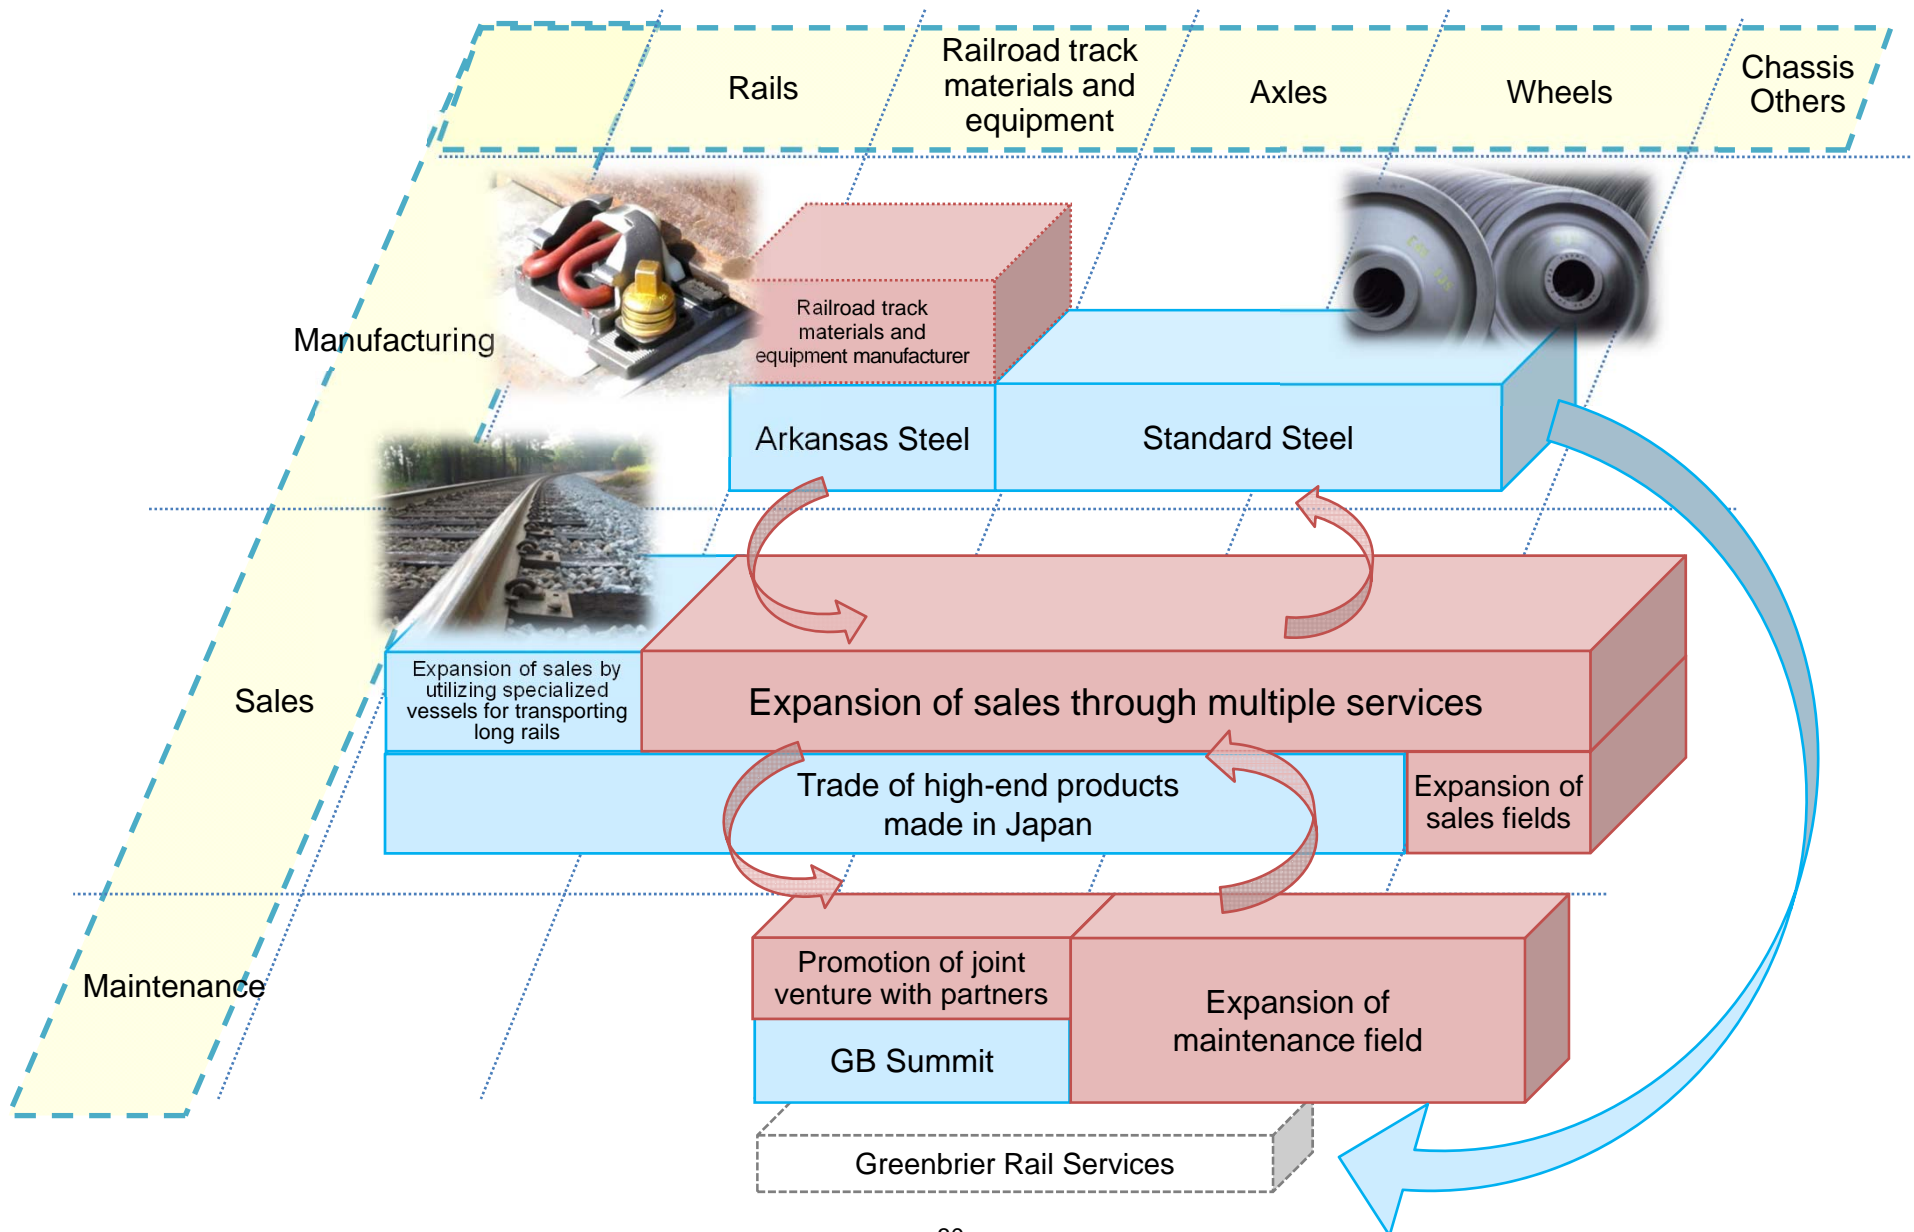 Rails
Railroad track
materials and
equipment
Axles
Wheels
Chassis
Others
Manufacturing
Railroad track
materials and
equipment manufacturer
Arkansas Steel
Standard Steel
Sales
Expansion of sales by
utilizing specialized
vessels for transporting
long rails
Expansion of sales through multiple services
Trade of high-end products
made in Japan
Expansion of
sales fields
Maintenance
Promotion of joint
venture with partners
GB Summit
Expansion of
maintenance field
Greenbrier Rail Services